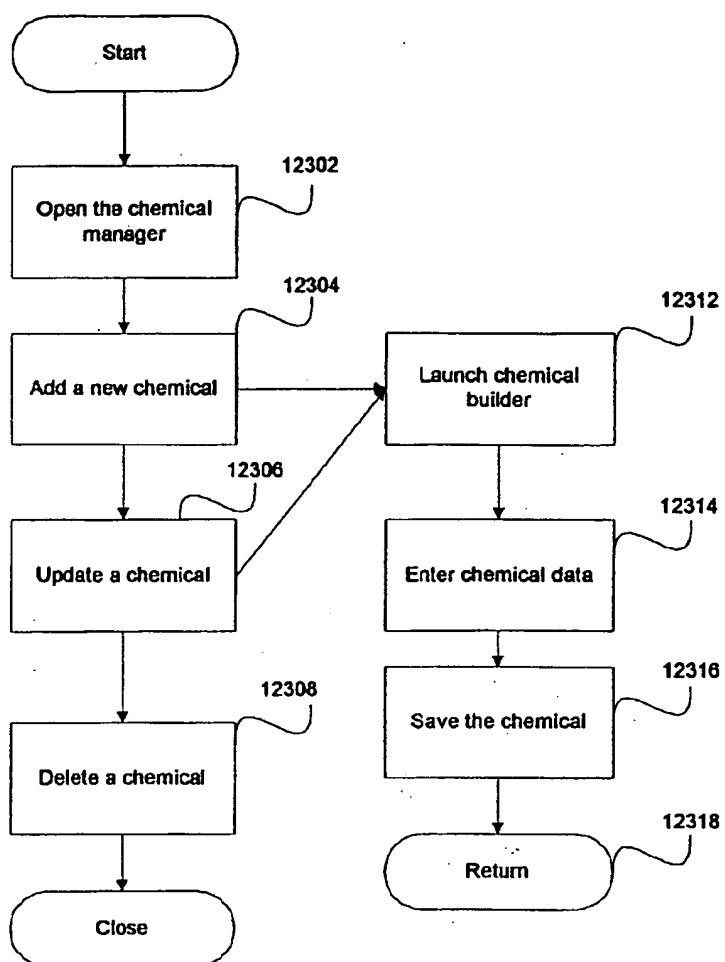 Start
12302
Open the chemical
manager
12304
Add a new chemical
12306
Update a chemical
12308
Delete a chemical
Close
12312
Launch chemical
builder
12314
Enter chemical data
12316
Save the chemical
12318
Return